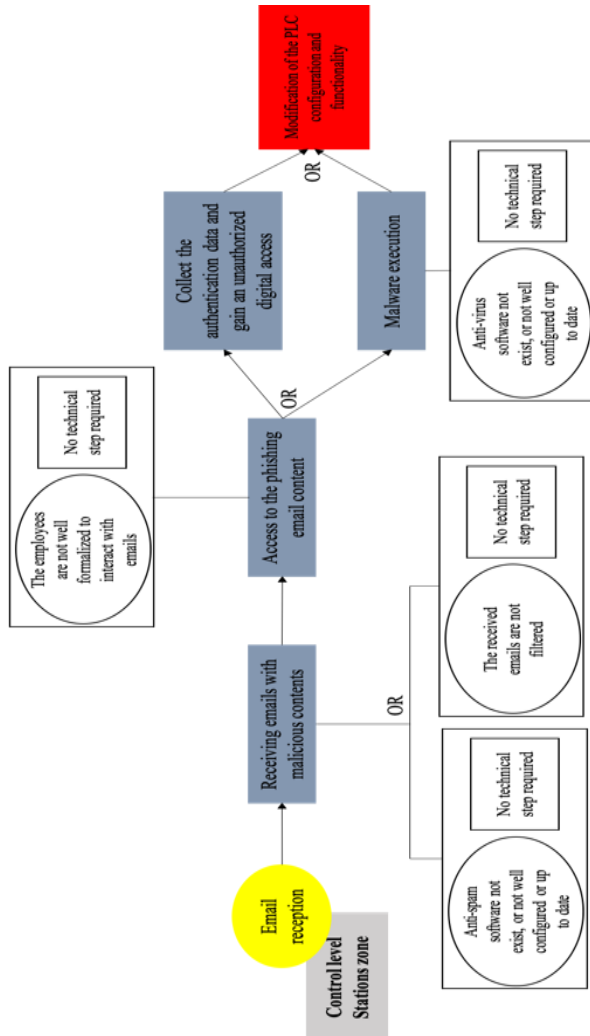 Control level
Stations zone
Email
reception
Receiving emails with
malicious contents
OR
Anti-spam
software not
exist, or not well
configured or up
to date
No technical
step required
The received
emails are not
filtered
No technical
step required
Access to the phishing
email content
The employees
are not well
formalized to
interact with
emails
No technical
step required
OR
Collect the
authentication data and
gain an unauthorized
digital access
Malware execution
Anti-virus
software not
exist, or not well
configured or up
to date
No technical
step required
OR
Modification of the PLC
configuration and
functionality